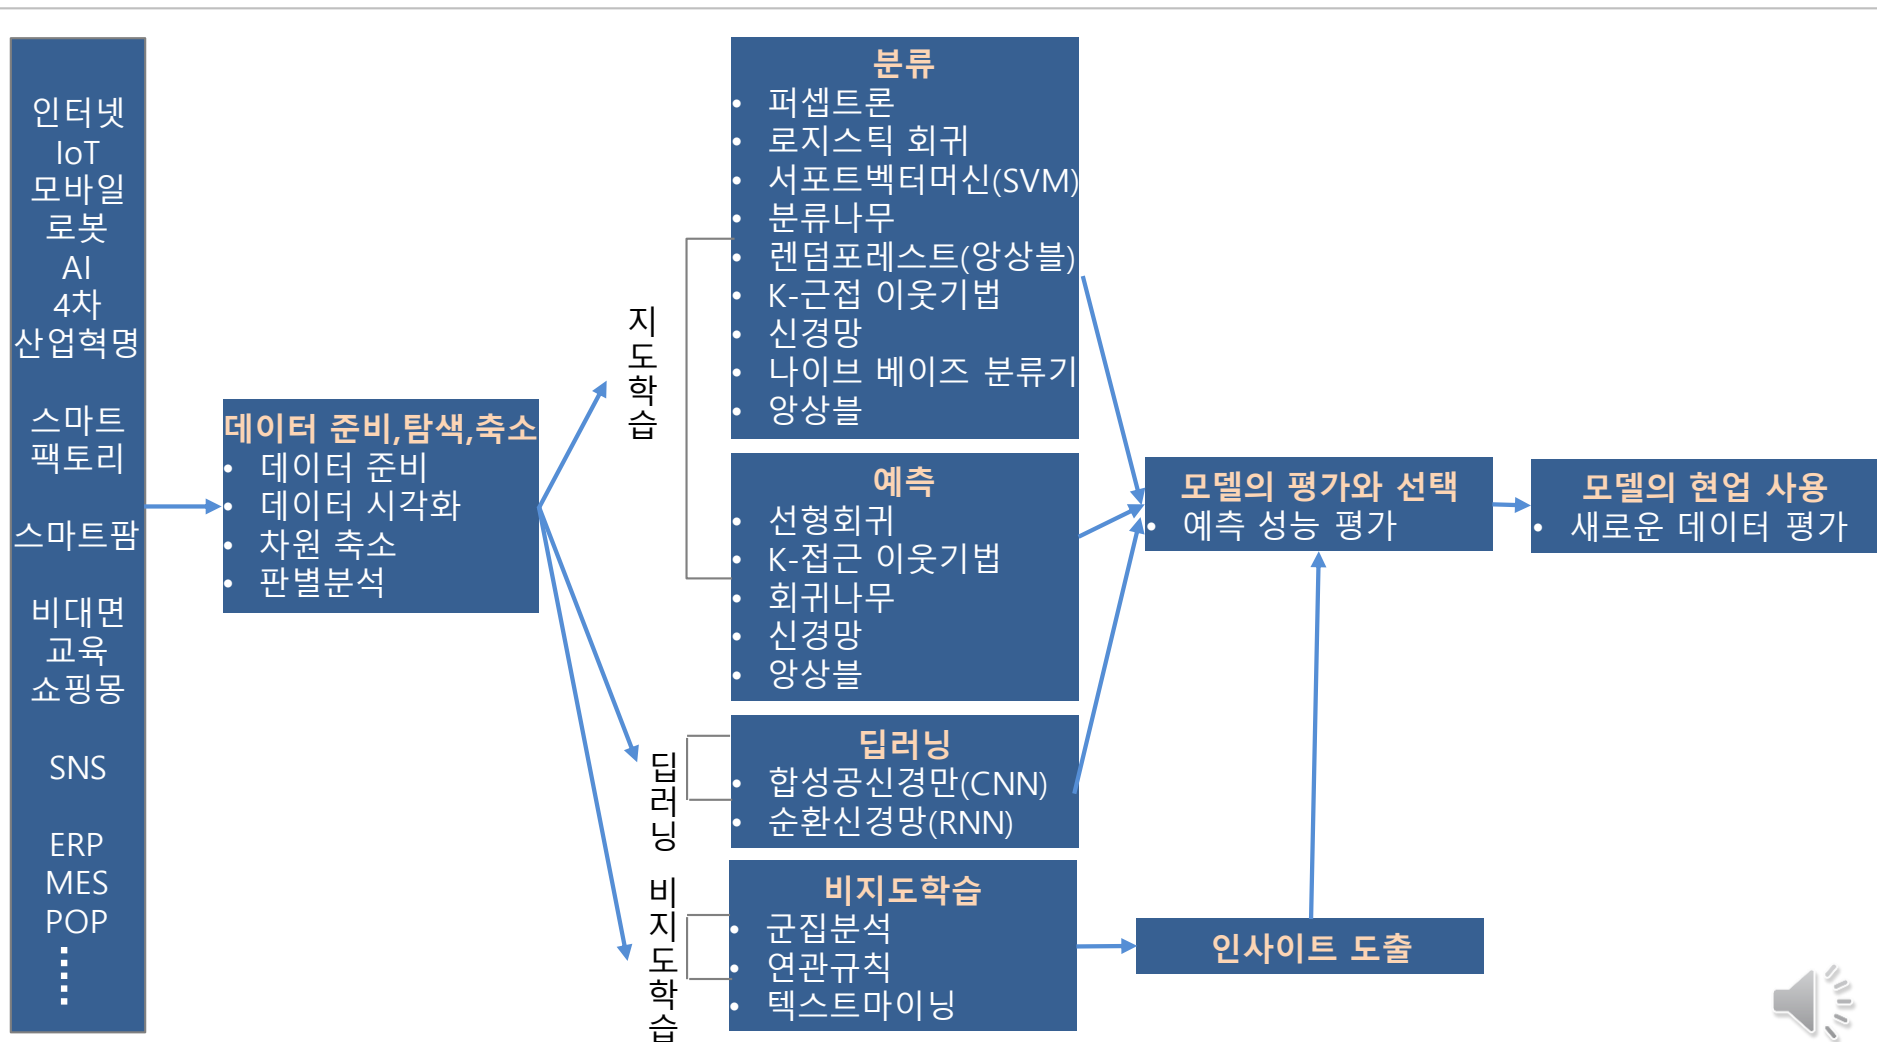 인터넷
IoT
모바일
로봇
AI
4차
산업혁명
스마트
팩토리
스마트팜
비대면
교육
쇼핑몰
SNS
ERP
MES
POP
데이터 준비,탐색,축소
• 데이터 준비
• 데이터 시각화
• 차원 축소
• 판별분석
지도학습
분류
• 퍼셉트론
• 로지스틱 회귀
• 서포트벡터머신(SVM)
• 분류나무
• 렌덤포레스트(앙상블)
• K-근접 이웃기법
• 신경망
• 나이브 베이즈 분류기
• 앙상블
예측
• 선형회귀
• K-접근 이웃기법
• 회귀나무
• 신경망
• 앙상블
딥러닝
딥러닝
• 합성공신경만(CNN)
• 순환신경망(RNN)
비지도학습
비지도학습
• 군집분석
• 연관규칙
• 텍스트마이닝
모델의 평가와 선택
• 예측 성능 평가
인사이트 도출
모델의 현업 사용
• 새로운 데이터 평가